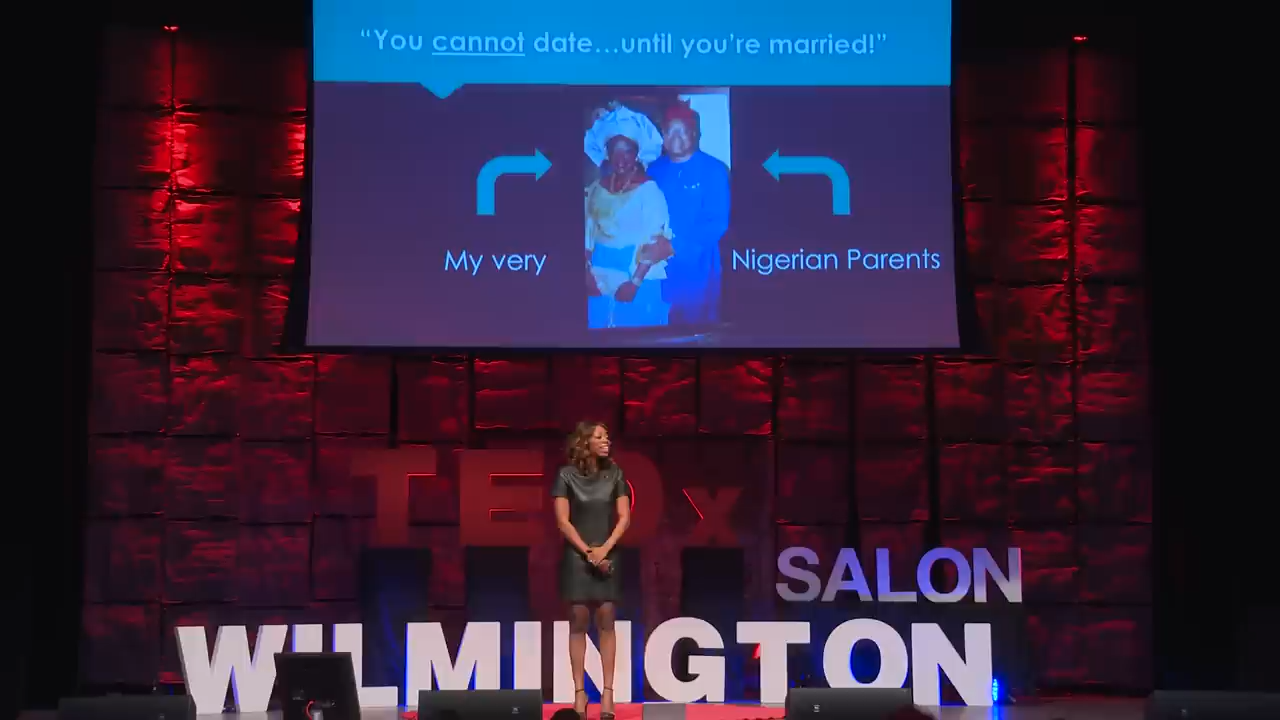 “You cannot date...until you're married!”
My very
Nigerian Parents
TEDx
SALON
WILMINGTON